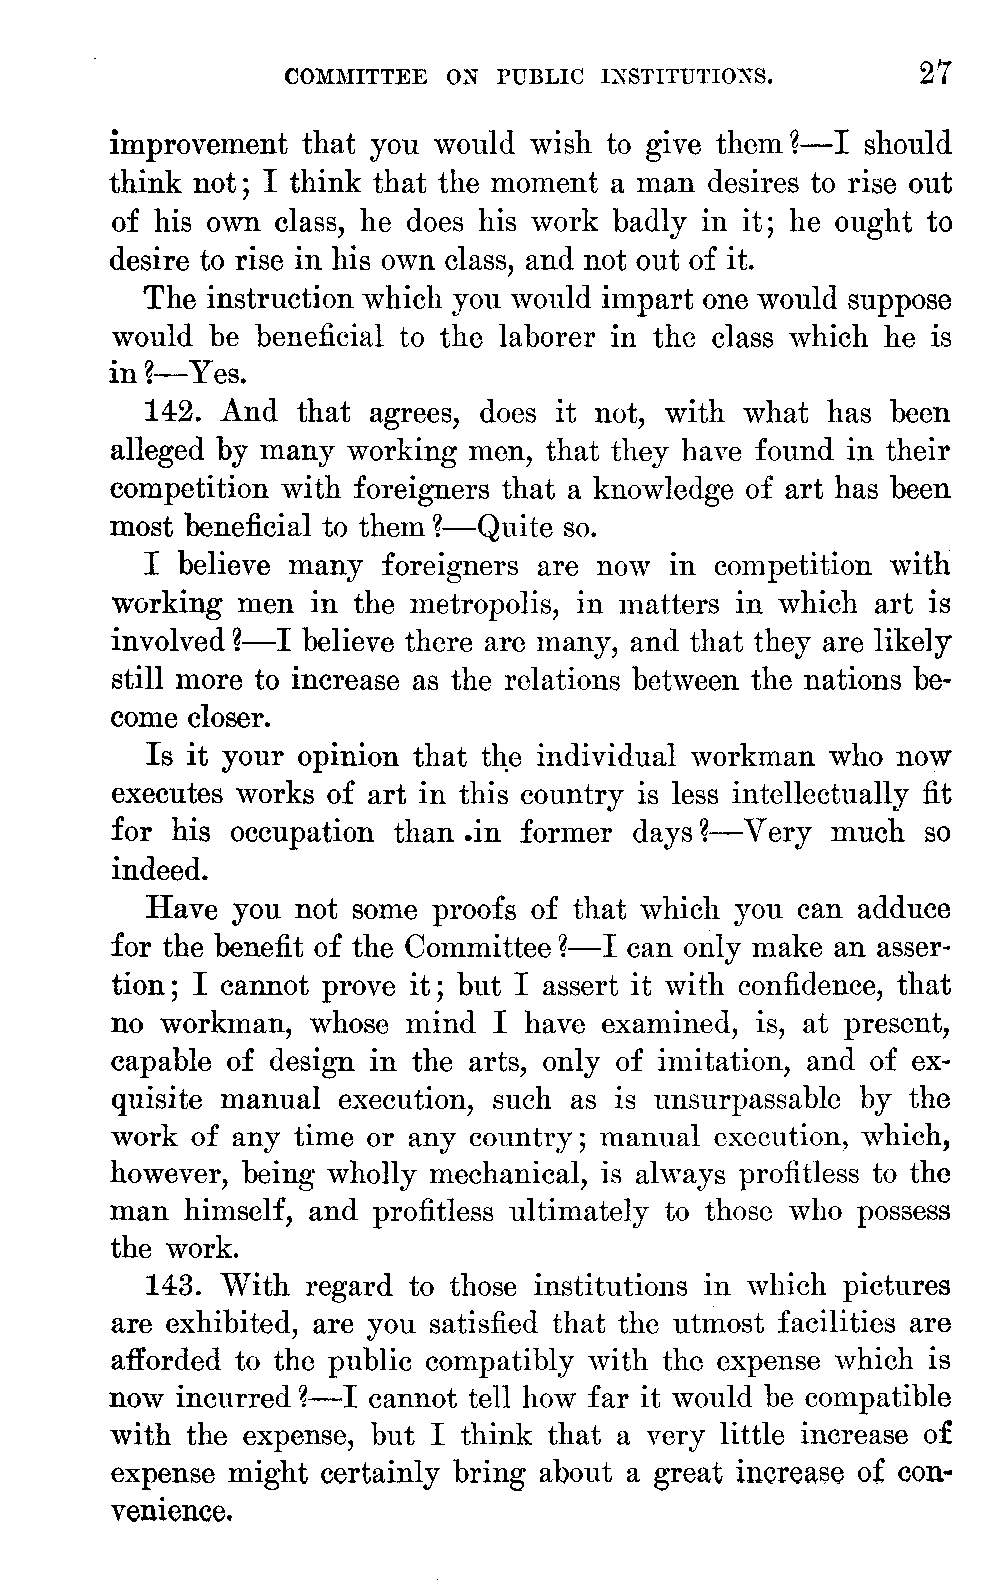 COMMITTEE ON PUBLIC INSTITUTIONS. 27
improvement that you would wish to give them?—I should
think not; I think that the moment a man desires to rise out
of his own class, he does his work badly in it; he ought to
desire to rise in his own class, and not out of it.
The instruction which you would impart one would suppose
would be beneficial to the laborer in the class which he is
in?—Yes.
142. And that agrees, does it not, with what has been
alleged by many working men, that they have found in their
competition with foreigners that a knowledge of art has been
most beneficial to them?—Quite so.
I believe many foreigners are now in competition with
working men in the metropolis, in matters in which art is
involved?—I believe there are many, and that they are likely
still more to increase as the relations between the nations be-
come closer.
Is it your opinion that the individual workman who now
executes works of art in this country is less intellectually fit
for his occupation than in former days?—Very much so
indeed.
Have you not some proofs of that which you can adduce
for the benefit of the Committee?—I can only make an asser-
tion; I cannot prove it; but I assert it with confidence, that
no workman, whose mind I have examined, is, at present,
capable of design in the arts, only of imitation, and of ex-
quisite manual execution, such as is unsurpassable by the
work of any time or any country; manual execution, which,
however, being wholly mechanical, is always profitless to the
man himself, and profitless ultimately to those who possess
the work.
143. With regard to those institutions in which pictures
are exhibited, are you satisfied that the utmost facilities are
afforded to the public compatibly with the expense which is
now incurred?—I cannot tell how far it would be compatible
with the expense, but I think that a very little increase of
expense might certainly bring about a great increase of con-
venience.